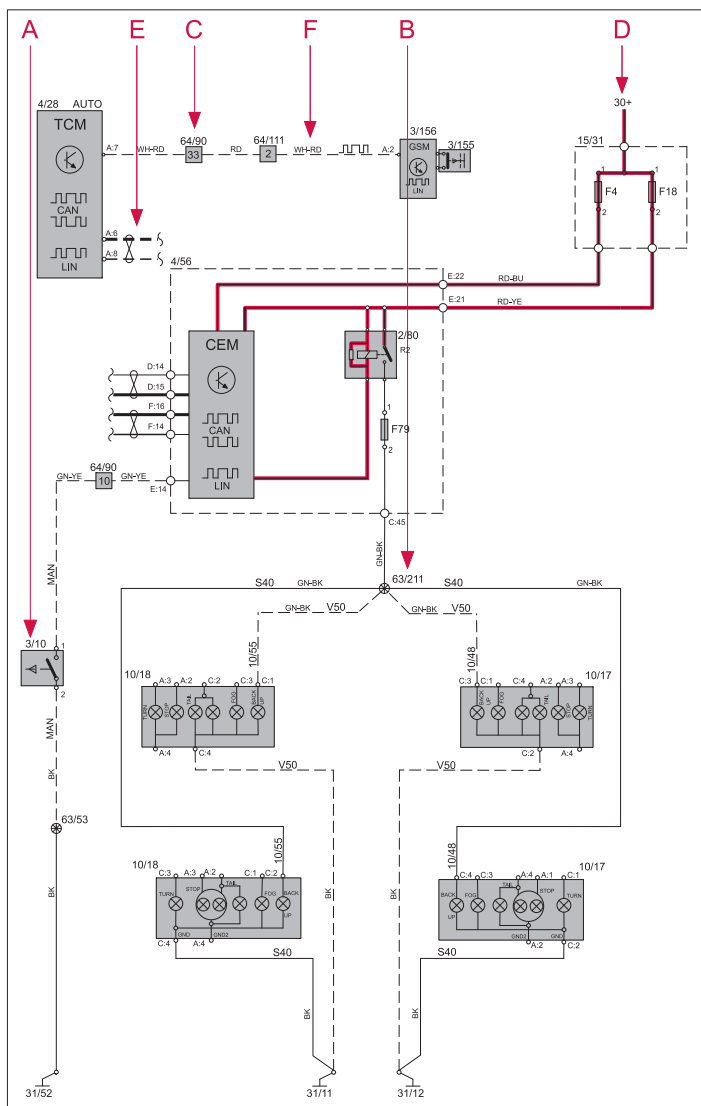 A E C F B D
30+
4/28 AUTO
TCM
CAN
LIN
A:7
WH-RD
64/90
33
RD
64/111
2
WH-RD
A:2
3/156
GSM
LIN
3/155
15/31
1 1
F4 F18
2 2
A:6
A:8
4/56
E:22
RD-BU
E:21
RD-YE
CEM
CAN
LIN
2/80
R2
D:14
D:15
F:16
F:14
1
F79
2
64/90
GN-YE
10
GN-YE
E:14
C:45
GN-BK
MAN
S40
GN-BK
63/211
S40
GN-BK
GN-BK
V50
GN-BK
V50
3/10
1
2
10/55
10/48
10/18
A:3 A:2 C:2 C:3 C:1
TURN
STOP
TAIL
FOG
BACK
UP
A:4 C:4
C:3 C:1 C:4 A:2 A:3
10/17
BACK
UP
FOG
TAIL
STOP
TURN
C:2 A:4
MAN
V50
V50
BK
63/53
10/55
10/48
10/18
C:3 A:3 A:2 C:1 C:2
TURN
STOP
TAIL
FOG
BACK
UP
GND
GND2
C:4 A:4
10/17
C:4 C:3 A:4 A:1 C:1
BACK
UP
FOG
TAIL
STOP
TURN
GND2
GND
A:2 C:2
BK
BK
BK
S40
S40
BK
BK
31/52
31/11
31/12